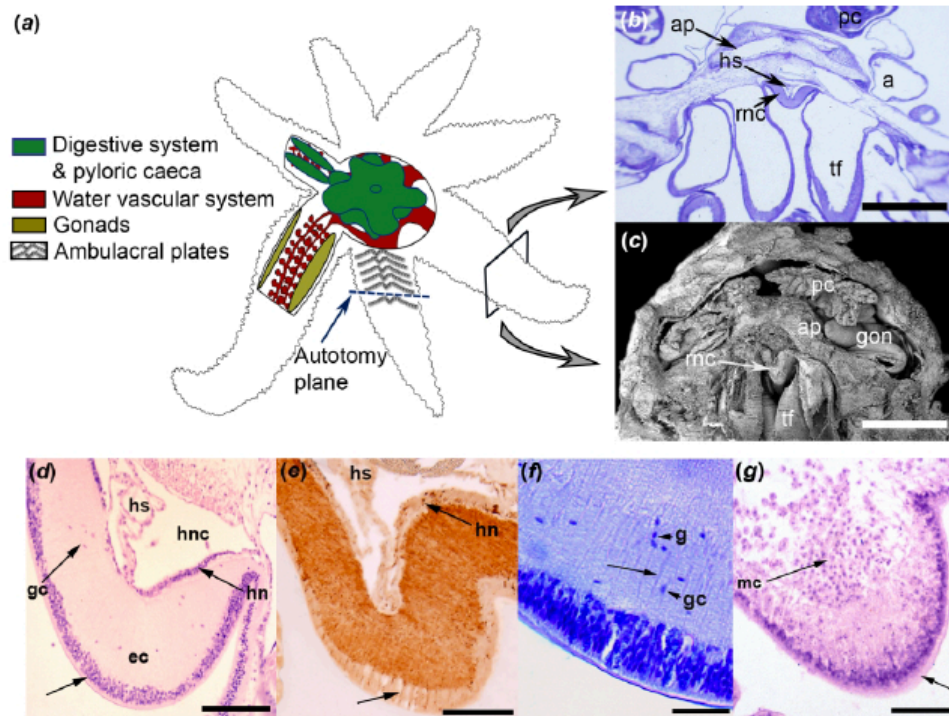 (a)
Digestive system
& pyloric caeca
Water vascular system
Gonads
Ambulacral plates
Autotomy
plane
(b)
ap
pc
hs
a
rnc
tf
(c)
pc
ap
gon
rnc
tf
(d)
hs
hnc
gc
hn
ec
(e)
hs
hn
(f)
g
gc
(g)
mc